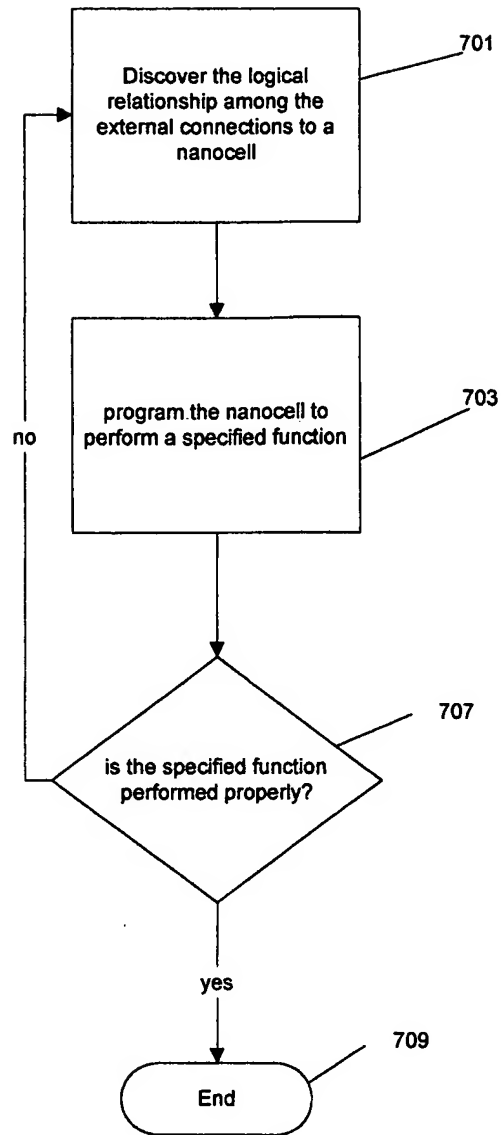 701
Discover the logical
relationship among the
external connections to a
nanocell
703
program.the nanocell to
perform a specified function
no
707
is the specified function
performed properly?
yes
709
End